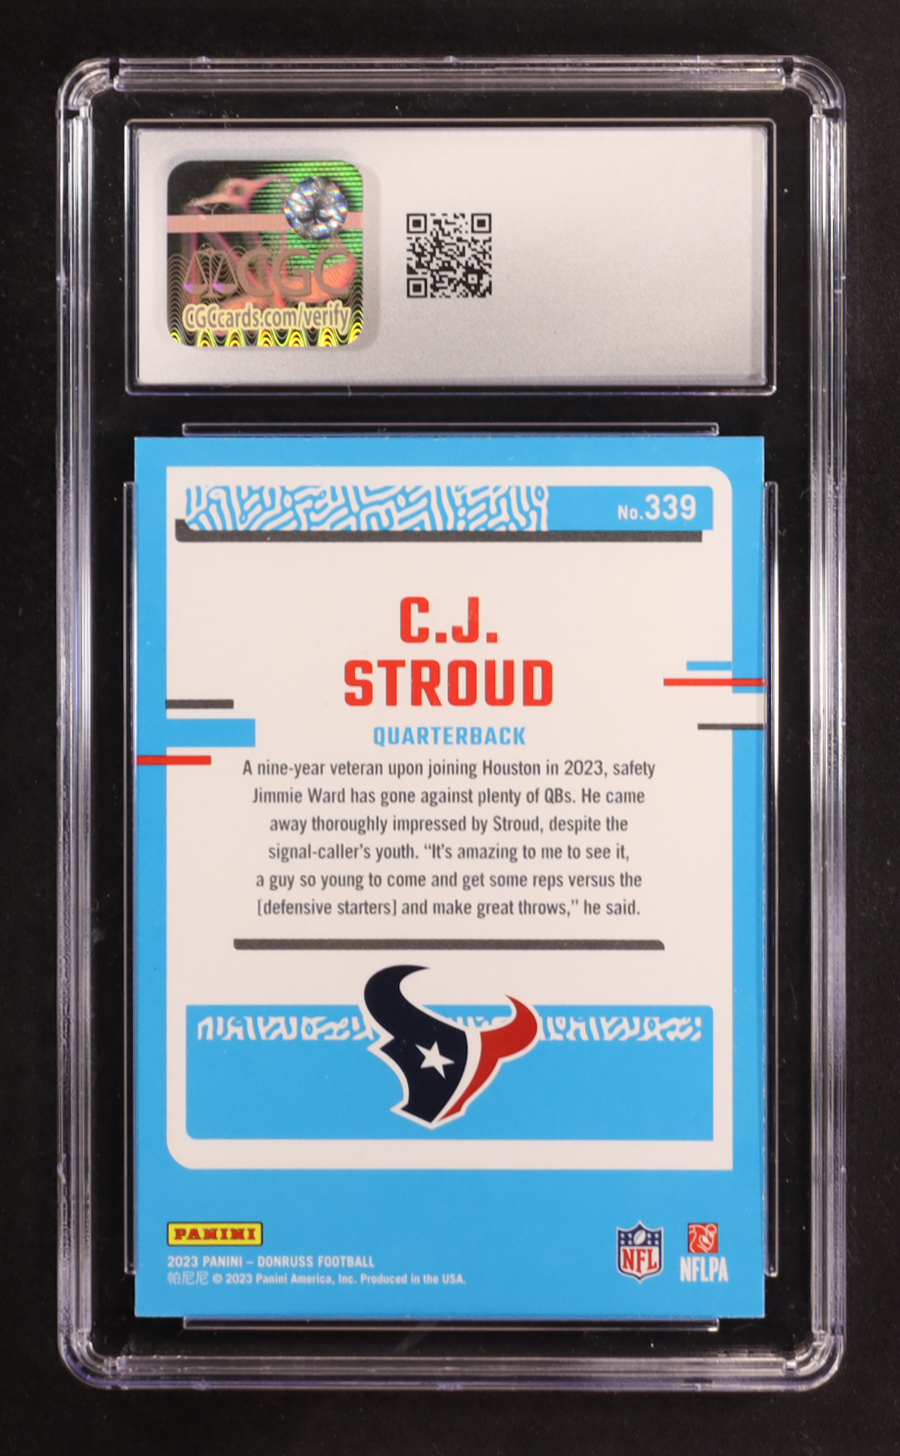 CGC
CGCcards.com/verify
No.339
C.J.
STROUD
QUARTERBACK
A nine-year veteran upon joining Houston in 2023, safety
Jimmie Ward has gone against plenty of QBs. He came
away thoroughly impressed by Stroud, despite the
signal-caller’s youth. “It’s amazing to me to see it,
a guy so young to come and get some reps versus the
[defensive starters] and make great throws,” he said.
PANINI
NFL
NFLPA
2023 PANINI – DONRUSS FOOTBALL
帕尼尼 © 2023 Panini America, Inc. Produced in the USA.